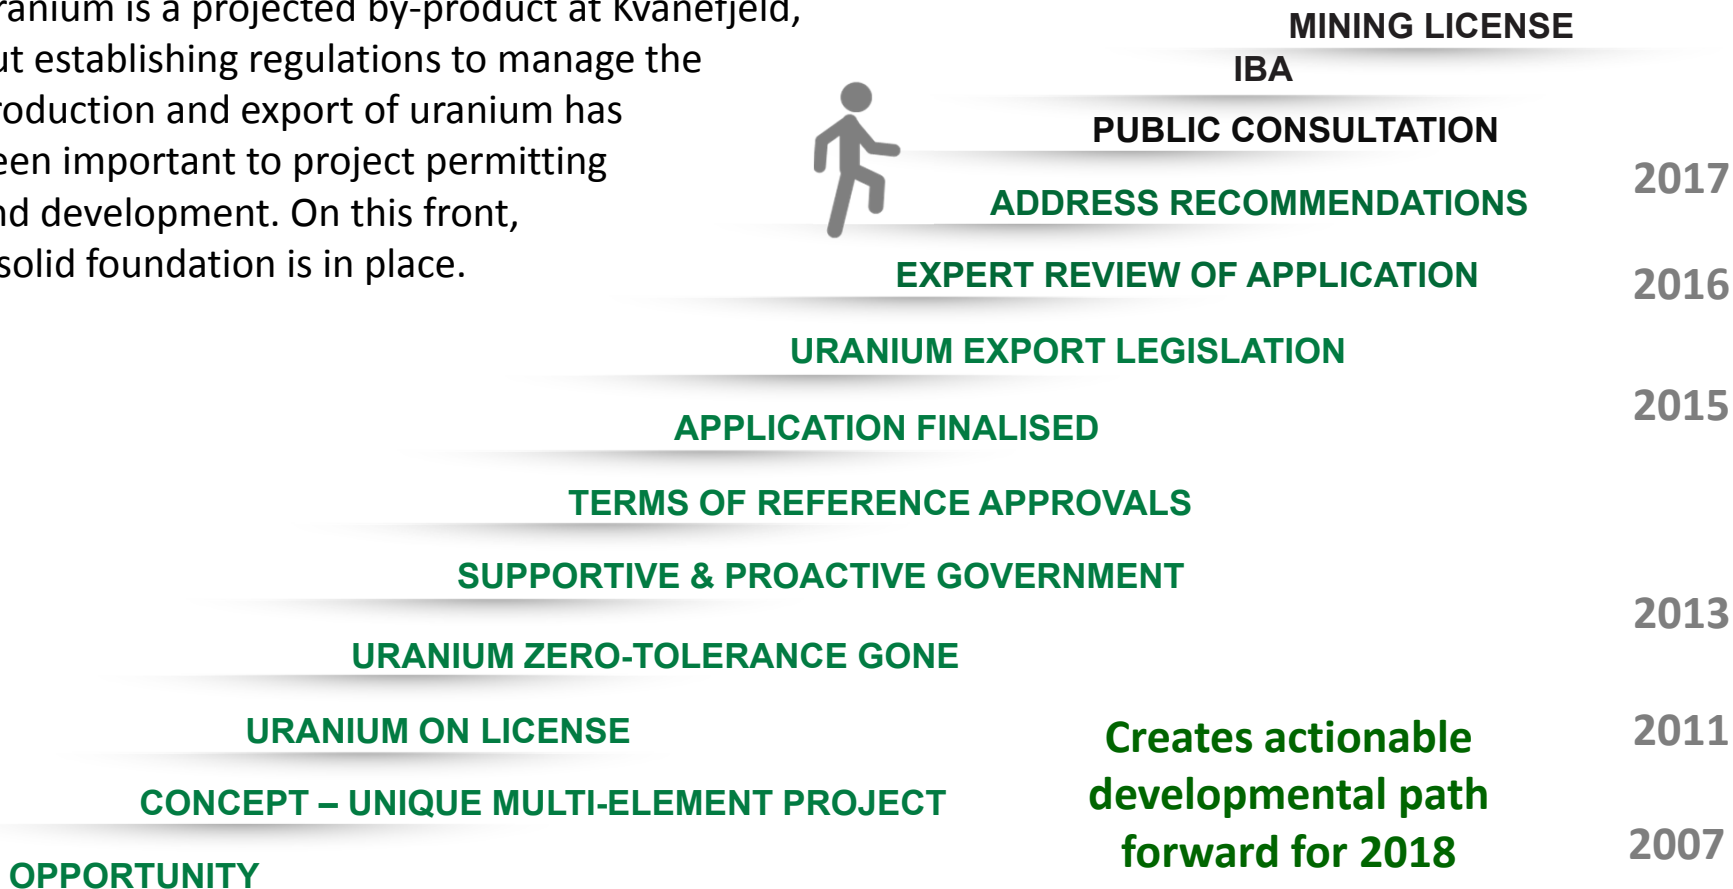 ranium is a projected by-product at Kvanefjeld,
ut establishing regulations to manage the
roduction and export of uranium has
een important to project permitting
nd development. On this front,
solid foundation is in place.
MINING LICENSE
IBA
PUBLIC CONSULTATION
2017
ADDRESS RECOMMENDATIONS
EXPERT REVIEW OF APPLICATION
2016
URANIUM EXPORT LEGISLATION
2015
APPLICATION FINALISED
TERMS OF REFERENCE APPROVALS
SUPPORTIVE & PROACTIVE GOVERNMENT
2013
URANIUM ZERO-TOLERANCE GONE
URANIUM ON LICENSE
2011
CONCEPT – UNIQUE MULTI-ELEMENT PROJECT
OPPORTUNITY
2007
Creates actionable
developmental path
forward for 2018